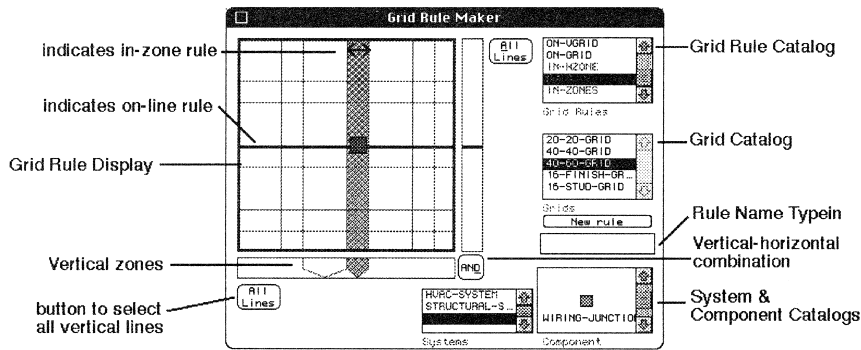 Grid Rule Maker
indicates in-zone rule
indicates on-line rule
Grid Rule Display
Vertical zones
button to select
all vertical lines
All
Lines
All
Lines
AND
ON-VGRID
ON-GRID
IN-HZONE
IN-ZONES
Grid Rules
20-20-GRID
40-40-GRID
40-60-GRID
16-FINISH-GR...
16-STUD-GRID
Grids
New rule
HVAC-SYSTEM
STRUCTURAL-S...
Systems
WIRING-JUNCTION
Component
Grid Rule Catalog
Grid Catalog
Rule Name Typein
Vertical-horizontal
combination
System &
Component Catalogs